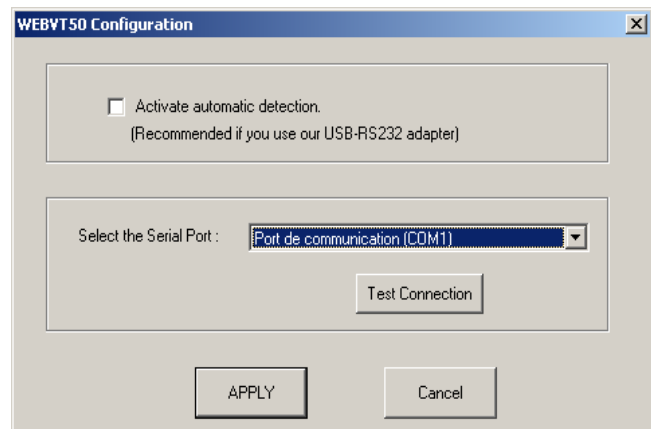 WEBVT50 Configuration
Activate automatic detection.
(Recommended if you use our USB-RS232 adapter)
Select the Serial Port :
Port de communication (COM1)
Test Connection
APPLY
Cancel